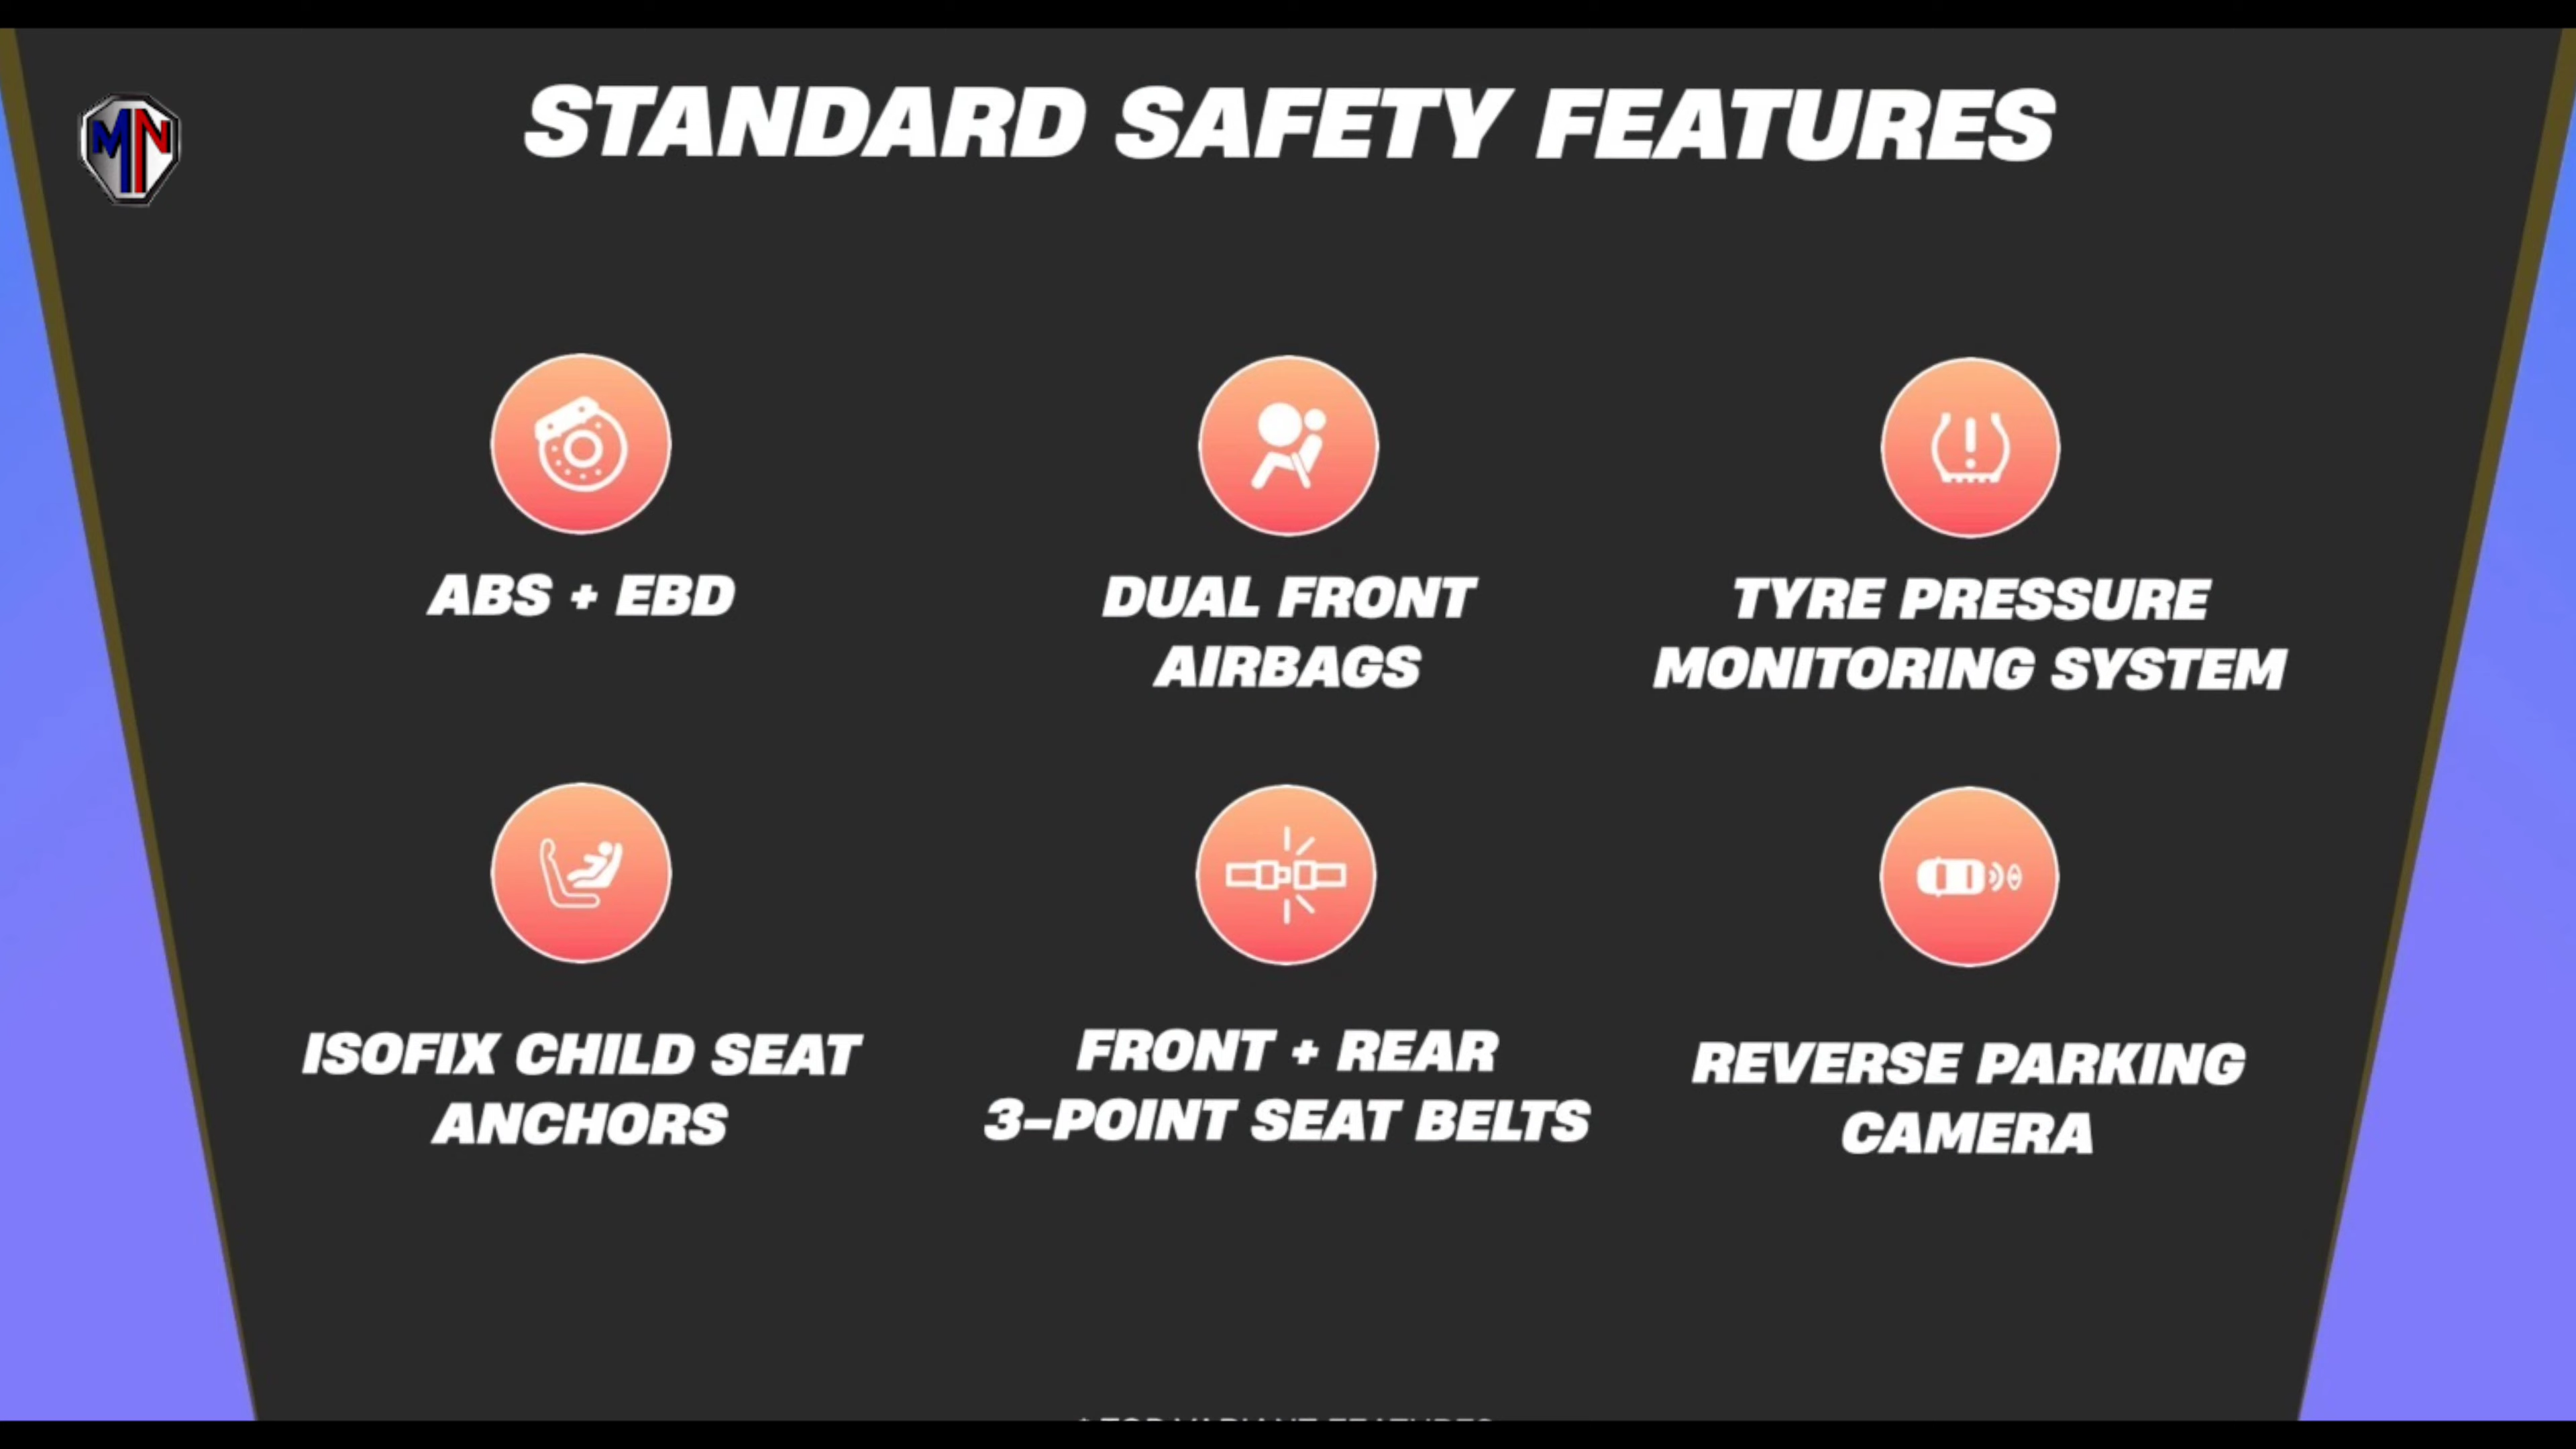 MN
STANDARD SAFETY FEATURES
ABS + EBD
DUAL FRONT
AIRBAGS
TYRE PRESSURE
MONITORING SYSTEM
ISOFIX CHILD SEAT
ANCHORS
FRONT + REAR
3-POINT SEAT BELTS
REVERSE PARKING
CAMERA